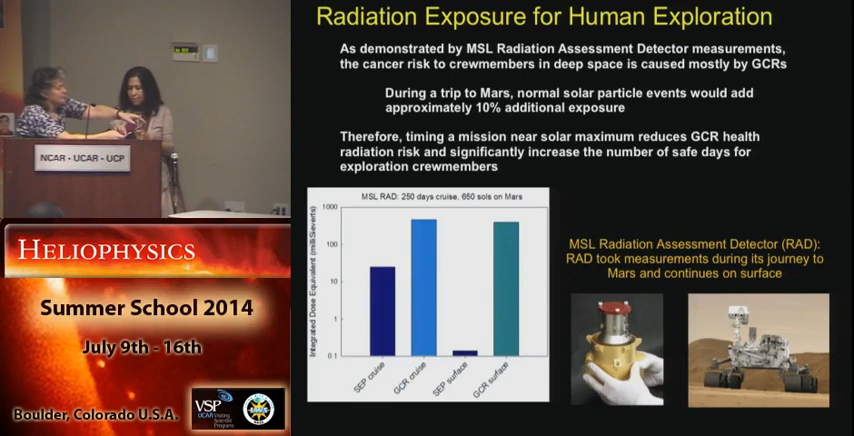 Radiation Exposure for Human Exploration
As demonstrated by MSL Radiation Assessment Detector measurements,
the cancer risk to crewmembers in deep space is caused mostly by GCRs
During a trip to Mars, normal solar particle events would add
approximately 10% additional exposure
Therefore, timing a mission near solar maximum reduces GCR health
radiation risk and significantly increase the number of safe days for
exploration crewmembers
NCAR - UCAR - UCP
MSL RAD: 250 days cruise, 650 sols on Mars
Integrated Dose Equivalent (milliSieverts)
1000
100
10
1
0.1
SEP cruise
GCR cruise
SEP surface
GCR surface
MSL Radiation Assessment Detector (RAD):
RAD took measurements during its journey to
Mars and continues on surface
HELIOPHYSICS
Summer School 2014
July 9th - 16th
Boulder, Colorado U.S.A.
VSP
UCAR Visiting
Scientist
Programs